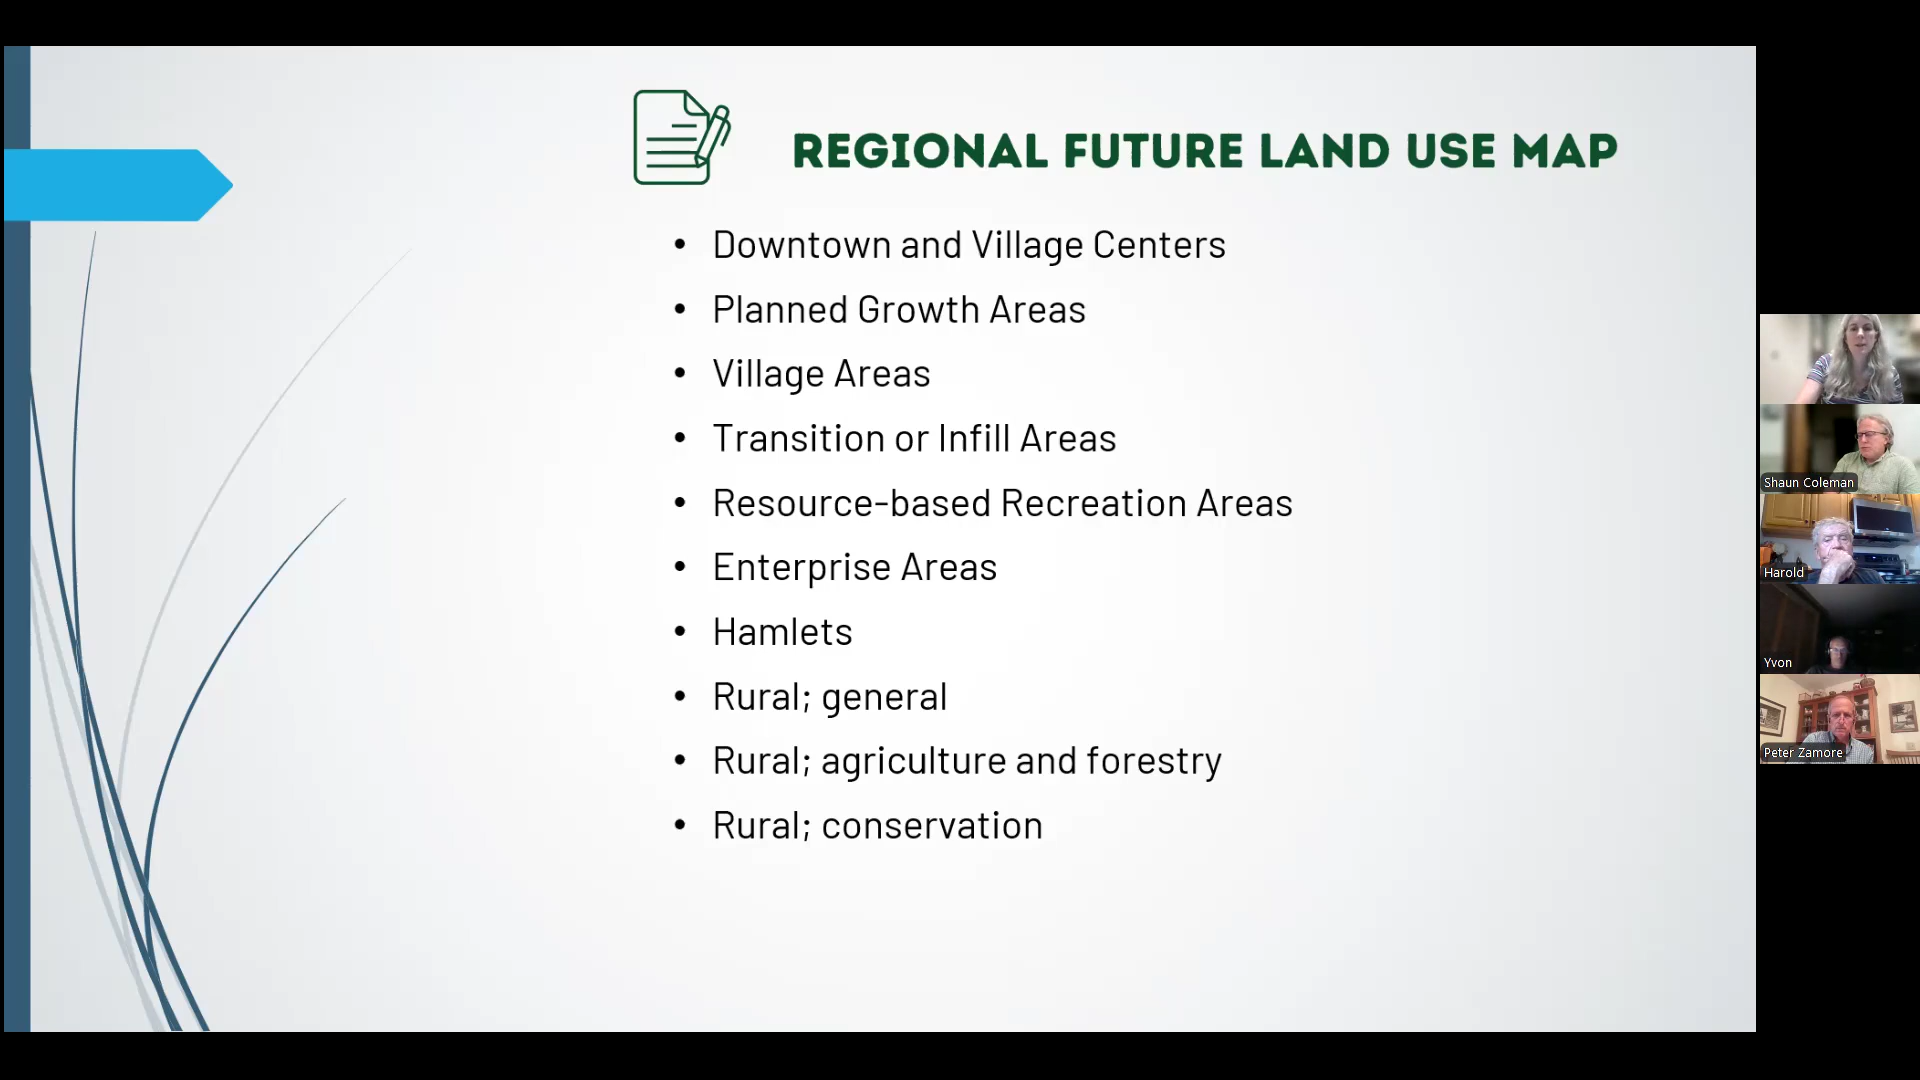 REGIONAL FUTURE LAND USE MAP
• Downtown and Village Centers
• Planned Growth Areas
• Village Areas
• Transition or Infill Areas
• Resource-based Recreation Areas
• Enterprise Areas
• Hamlets
• Rural; general
• Rural; agriculture and forestry
• Rural; conservation
Shaun Coleman
Harold
Yvon
Peter Zamore